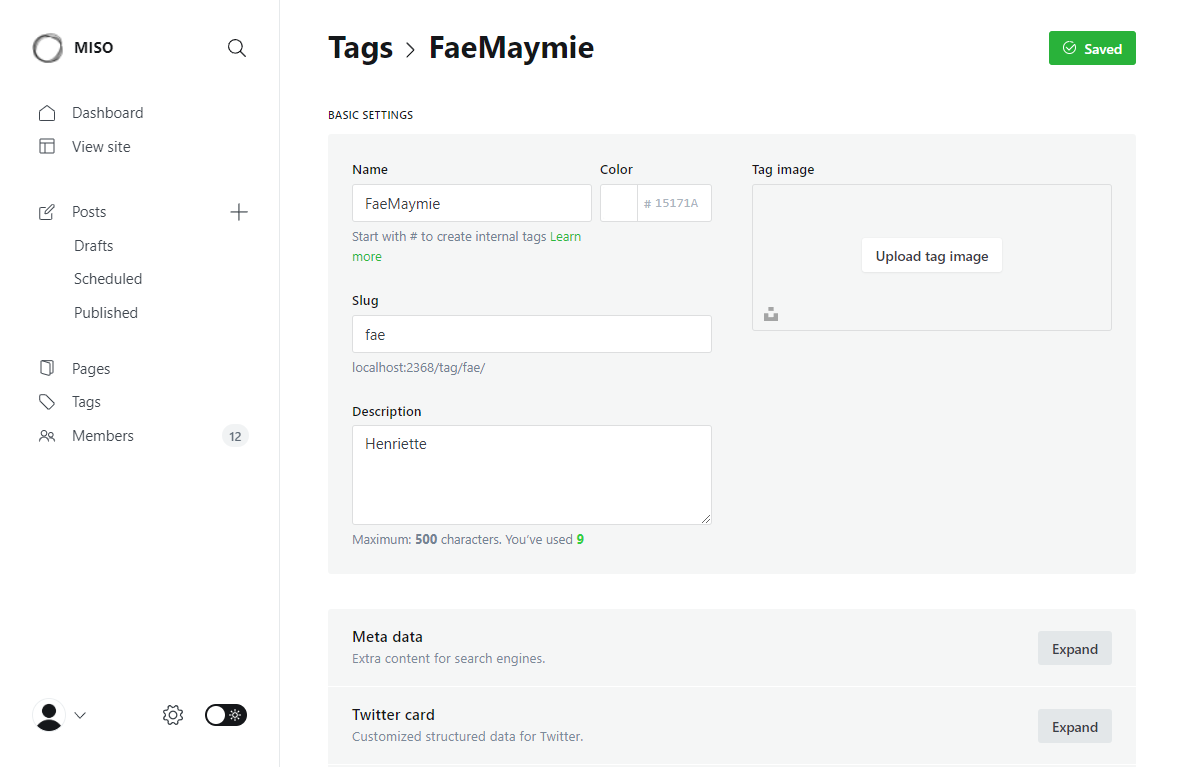 MISO
Dashboard
View site
Posts
Drafts
Scheduled
Published
Pages
Tags
Members 12
Tags > FaeMaymie
Saved
BASIC SETTINGS
Name
FaeMaymie
Color
# 15171A
Start with # to create internal tags Learn
more
Slug
fae
localhost:2368/tag/fae/
Description
Henriette
Maximum: 500 characters. You’ve used 9
Tag image
Upload tag image
Meta data
Extra content for search engines.
Expand
Twitter card
Customized structured data for Twitter.
Expand